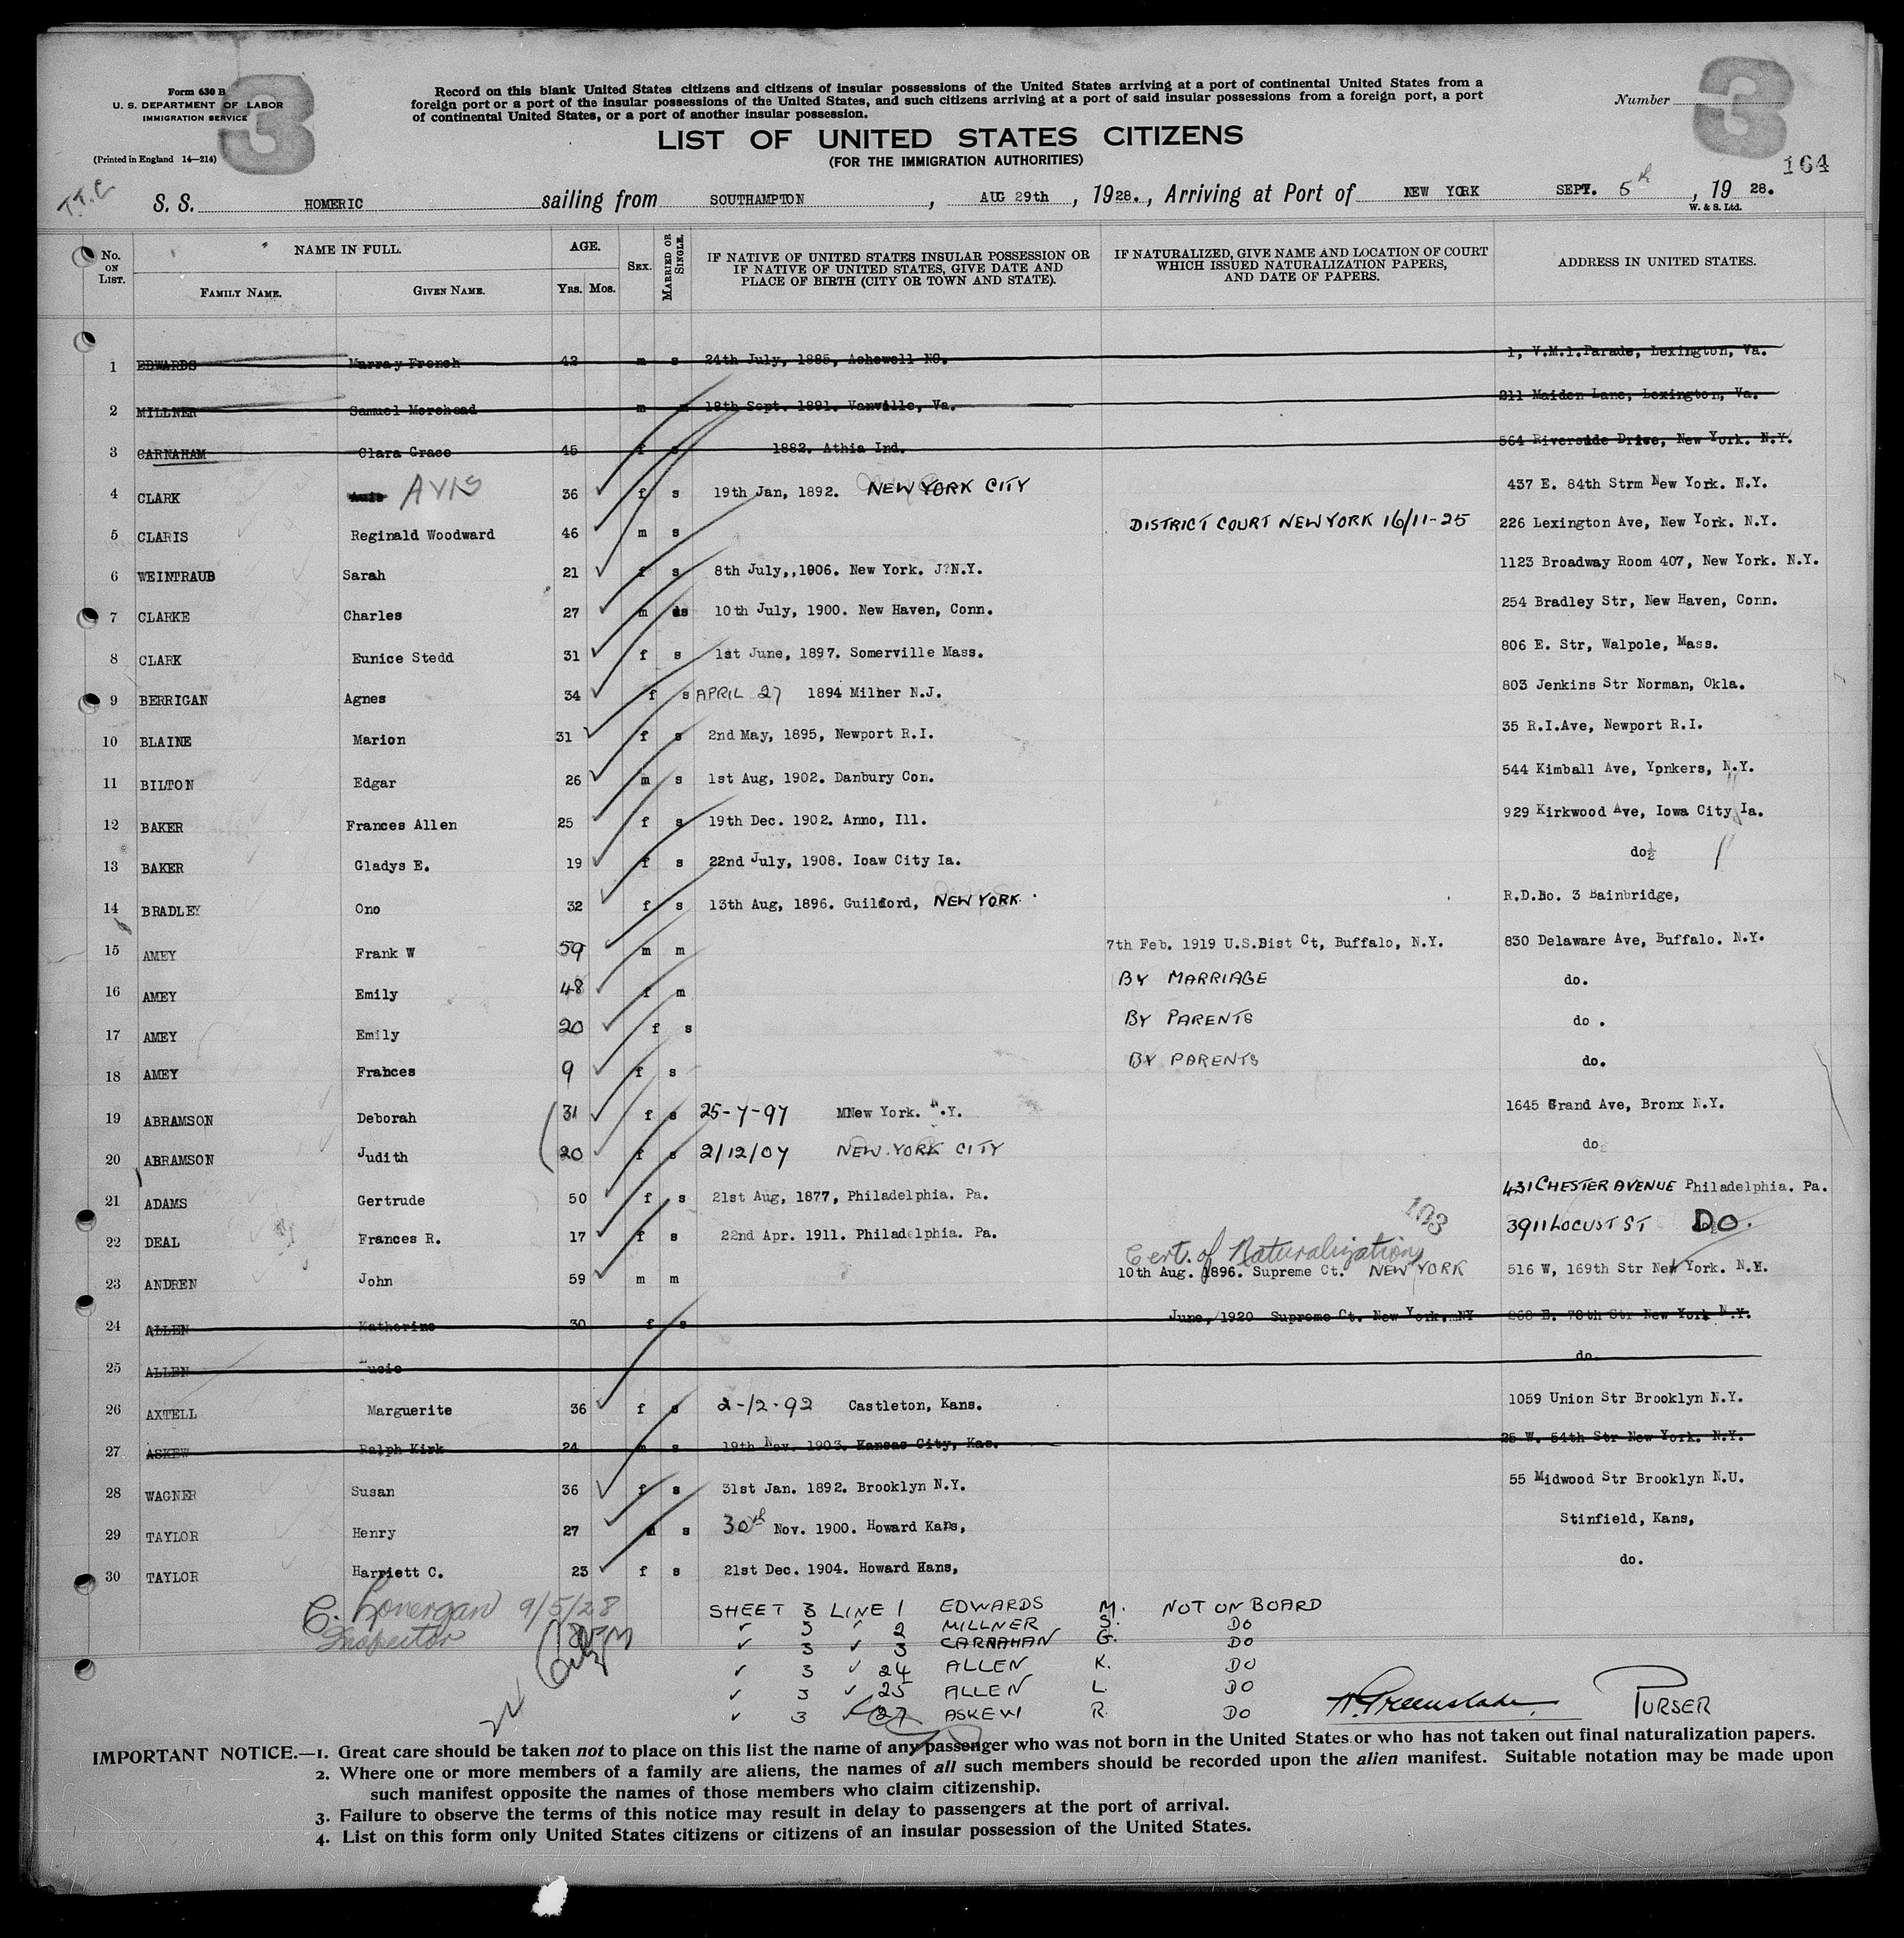 Form 630 B
U. S. DEPARTMENT OF LABOR
IMMIGRATION SERVICE
(Printed in England 14—214)
3
Record on this blank United States citizens and citizens of insular possessions of the United States arriving at a port of continental United States from a
foreign port or a port of the insular possessions of the United States, and such citizens arriving at a port of said insular possessions from a foreign port, a port
of continental United States, or a port of another insular possession.
LIST OF UNITED STATES CITIZENS
(FOR THE IMMIGRATION AUTHORITIES)
Number
3
164
T.T.C
S. S. HOMERIC sailing from SOUTHAMPTON, AUG 29th, 1928., Arriving at Port of NEW YORK SEPT. 5th, 1928.
W. & S. Ltd.
No. ON LIST. NAME IN FULL. FAMILY NAME. GIVEN NAME. AGE. YRS. MOS. SEX. MARRIED OR SINGLE. IF NATIVE OF UNITED STATES INSULAR POSSESSION OR IF NATIVE OF UNITED STATES, GIVE DATE AND PLACE OF BIRTH (CITY OR TOWN AND STATE). IF NATURALIZED, GIVE NAME AND LOCATION OF COURT WHICH ISSUED NATURALIZATION PAPERS, AND DATE OF PAPERS. ADDRESS IN UNITED STATES.
1 EDWARDS Murray French 42 m s 24th July, 1885, Achowell NC. 1, V.M.I.Parade, Lexington, Va.
2 MILLNER Samuel Morehead m m 18th Sept. 1891. Vanville, Va. 211 Maiden Lane, Lexington, Va.
3 CARNAHAM Clara Grace 45 f s 1882. Athia Ind. 564 Riverside Drive, New York. N.Y.
4 CLARK AVIS 36 f s 19th Jan, 1892. NEW YORK CITY 437 E. 84th Strm New York. N.Y.
5 CLARIS Reginald Woodward 46 m s DISTRICT COURT NEW YORK 16/11-25 226 Lexington Ave, New York. N.Y.
6 WEINTRAUB Sarah 21 f s 8th July,,1906. New York. J?N.Y. 1123 Broadway Room 407, New York. N.Y.
7 CLARKE Charles 27 m s 10th July, 1900. New Haven, Conn. 254 Bradley Str, New Haven, Conn.
8 CLARK Eunice Stedd 31 f s 1st June, 1897. Somerville Mass. 806 E. Str, Walpole, Mass.
9 BERRIGAN Agnes 34 f s APRIL 27 1894 Milher N.J. 803 Jenkins Str Norman, Okla.
10 BLAINE Marion 31 f s 2nd May, 1895, Newport R.I. 35 R.I.Ave, Newport R.I.
11 BILTON Edgar 26 m s 1st Aug, 1902. Danbury Con. 544 Kimball Ave, Yonkers, N.Y.
12 BAKER Frances Allen 25 f s 19th Dec. 1902. Anno, Ill. 929 Kirkwood Ave, Iowa City Ia.
13 BAKER Gladys E. 19 f s 22nd July, 1908. Ioaw City Ia. do½
14 BRADLEY Ono 32 f s 13th Aug, 1896. Guilford, NEW YORK. R.D.No. 3 Bainbridge,
15 AMEY Frank W 59 m m 7th Feb. 1919 U.S.Dist Ct, Buffalo, N.Y. 830 Delaware Ave, Buffalo. N.Y.
16 AMEY Emily 48 f m BY MARRIAGE do.
17 AMEY Emily 20 f s BY PARENTS do .
18 AMEY Frahces 9 f s BY PARENTS do.
19 ABRAMSON Deborah 31 f s 25-7-97 MNew York. N.Y. 1645 Grand Ave, Bronx N.Y.
20 ABRAMSON Judith 20 f s 2/12/07 NEW YORK CITY do
21 ADAMS Gertrude 50 f s 21st Aug, 1877, Philadelphia. Pa. 431 CHESTER AVENUE Philadelphia. Pa.
22 DEAL Frances R. 17 f s 22nd Apr. 1911. Philadelphia. Pa. 3911 LOCUST ST DO.
103
Cert. of Naturalization
23 ANDREN John 59 m m 10th Aug. 1896. Supreme Ct. NEW YORK 516 W, 169th Str New York. N.Y.
24 ALLEN Katherine 30 f s June, 1920 Supreme Ct. New York. NY 268 E. 78th Str New York N.Y.
25 ALLEN Lucie do.
26 AXTELL Marguerite 36 f s 2-12-92 Castleton, Kans. 1059 Union Str Brooklyn N.Y.
27 ASKEW Ralph Kirk 24 m s 19th Nov. 1903. Kansas City, Kas. 25 W. 54th Str New York. N.Y.
28 WAGNER Susan 36 f s 31st Jan. 1892. Brooklyn N.Y. 55 Midwood Str Brooklyn N.U.
29 TAYLOR Henry 27 m s 30th Nov. 1900. Howard Kans, Stinfield, Kans,
30 TAYLOR Harriett C. 23 f s 21st Dec. 1904. Howard Hans, do.
C. Lonergan 9/5/28
Inspector
SHEET 3 LINE 1 EDWARDS M. NOT ON BOARD
✓ 3 ✓ 2 MILLNER S. DO
✓ 3 ✓ 3 CARNAHAN G. DO
✓ 3 ✓ 24 ALLEN K. DO
✓ 3 ✓ 25 ALLEN L. DO
✓ 3 ✓ 27 ASKEW R. DO
PURSER
IMPORTANT NOTICE.—1. Great care should be taken not to place on this list the name of any passenger who was not born in the United States or who has not taken out final naturalization papers.
2. Where one or more members of a family are aliens, the names of all such members should be recorded upon the alien manifest. Suitable notation may be made upon
such manifest opposite the names of those members who claim citizenship.
3. Failure to observe the terms of this notice may result in delay to passengers at the port of arrival.
4. List on this form only United States citizens or citizens of an insular possession of the United States.